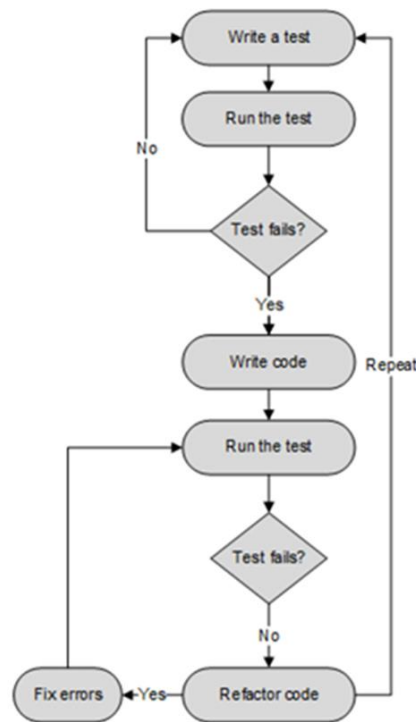 Write a test
Run the test
No
Test fails?
Yes
Write code
Repeat
Run the test
Test fails?
No
Fix errors
Yes
Refactor code